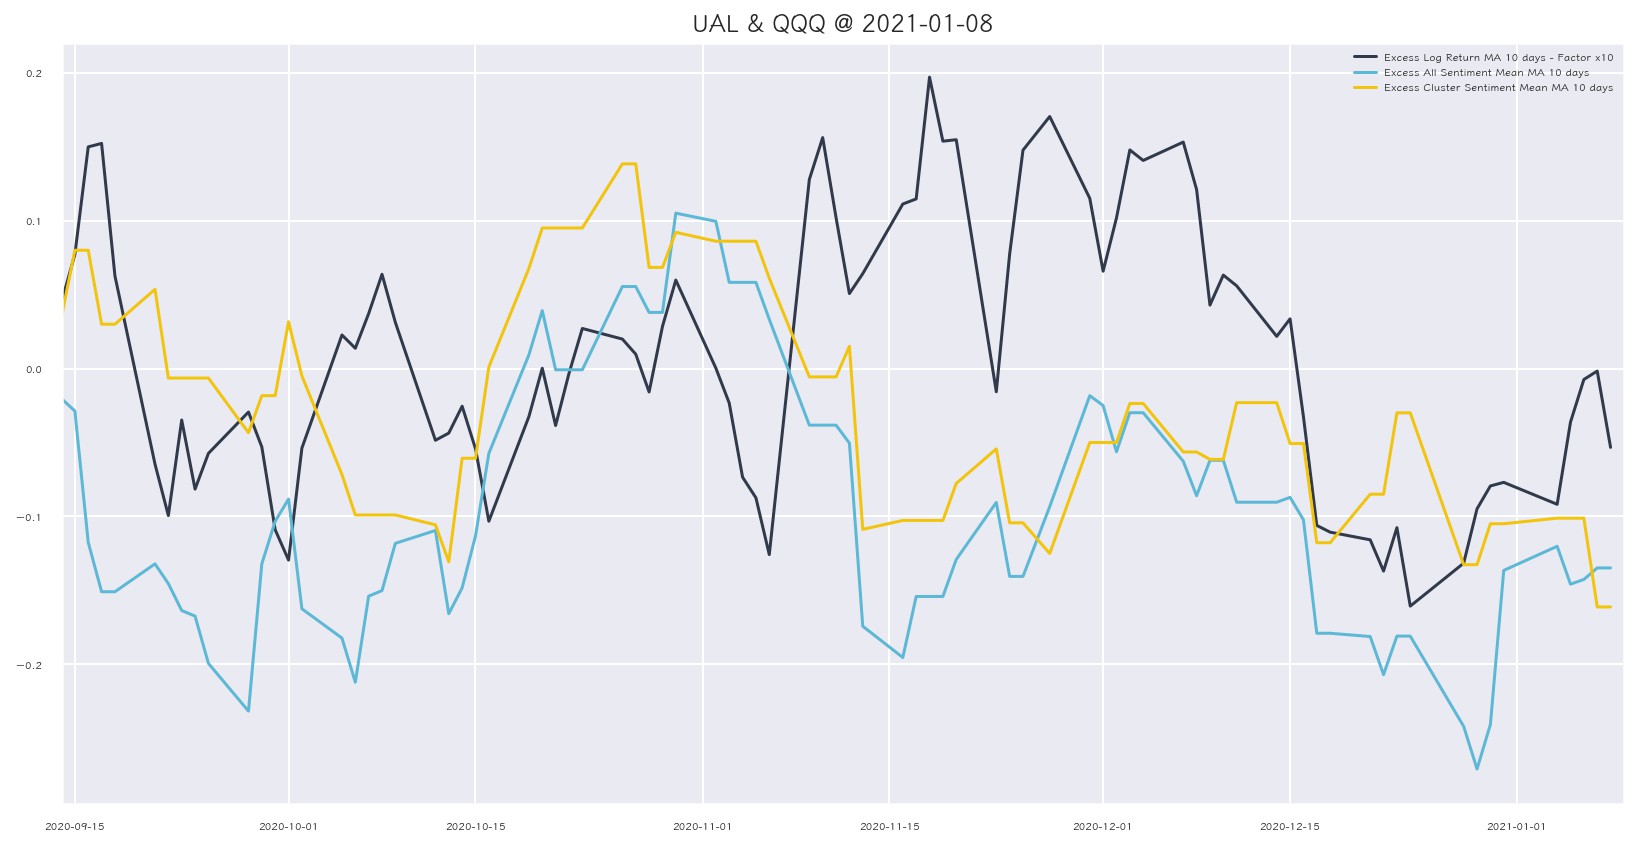 UAL & QQQ @ 2021-01-08
Excess Log Return MA 10 days - Factor x10
Excess All Sentiment Mean MA 10 days
Excess Cluster Sentiment Mean MA 10 days
0.2
0.1
0.0
−0.1
−0.2
2020-09-15 2020-10-01 2020-10-15 2020-11-01 2020-11-15 2020-12-01 2020-12-15 2021-01-01